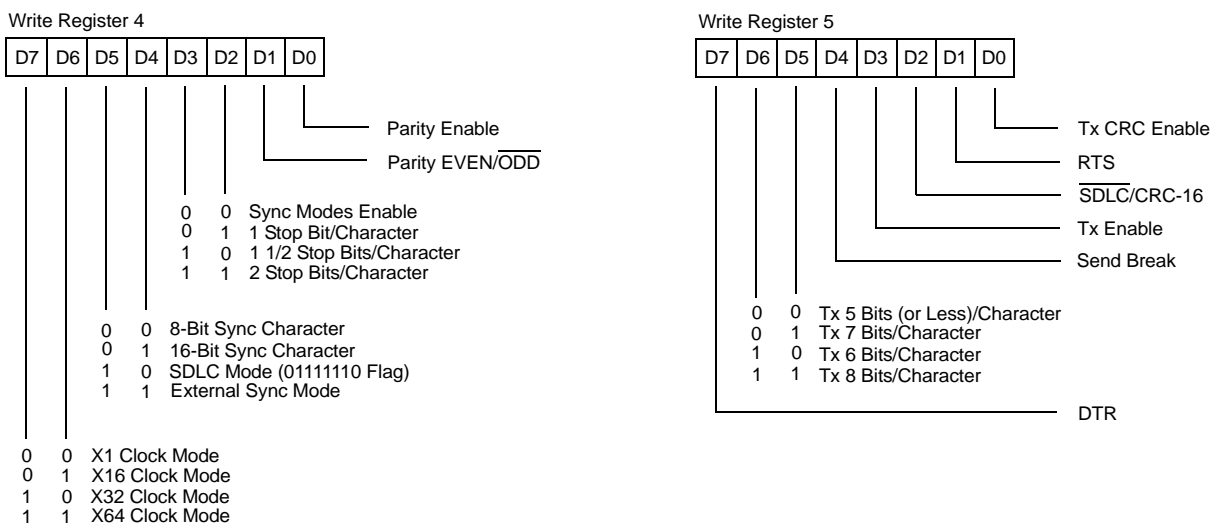 Write Register 4
D7 D6 D5 D4 D3 D2 D1 D0
Parity Enable
Parity EVEN/O̅D̅D̅
0 0 Sync Modes Enable
0 1 1 Stop Bit/Character
1 0 1 1/2 Stop Bits/Character
1 1 2 Stop Bits/Character
0 0 8-Bit Sync Character
0 1 16-Bit Sync Character
1 0 SDLC Mode (01111110 Flag)
1 1 External Sync Mode
0 0 X1 Clock Mode
0 1 X16 Clock Mode
1 0 X32 Clock Mode
1 1 X64 Clock Mode
Write Register 5
D7 D6 D5 D4 D3 D2 D1 D0
Tx CRC Enable
RTS
S̅D̅L̅C̅/CRC-16
Tx Enable
Send Break
0 0 Tx 5 Bits (or Less)/Character
0 1 Tx 7 Bits/Character
1 0 Tx 6 Bits/Character
1 1 Tx 8 Bits/Character
DTR